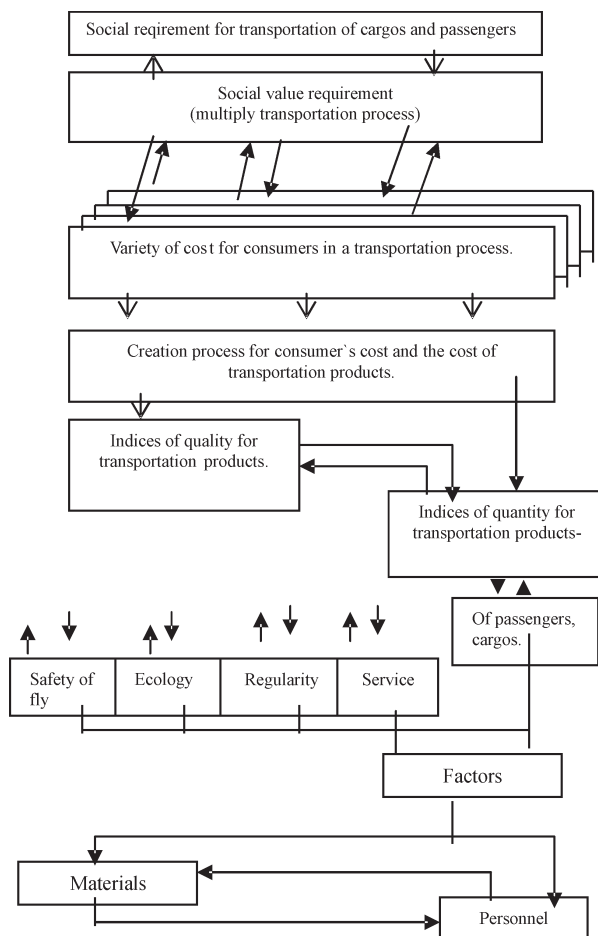 Social reqirement for transportation of cargos and passengers
Social value requirement
(multiply transportation process)
Variety of cost for consumers in a transportation process.
Creation process for consumer`s cost and the cost of
transportation products.
Indices of quality for
transportation products.
Indices of quantity for
transportation products-
Of passengers,
cargos.
Safety of
fly
Ecology
Regularity
Service
Factors
Materials
Personnel